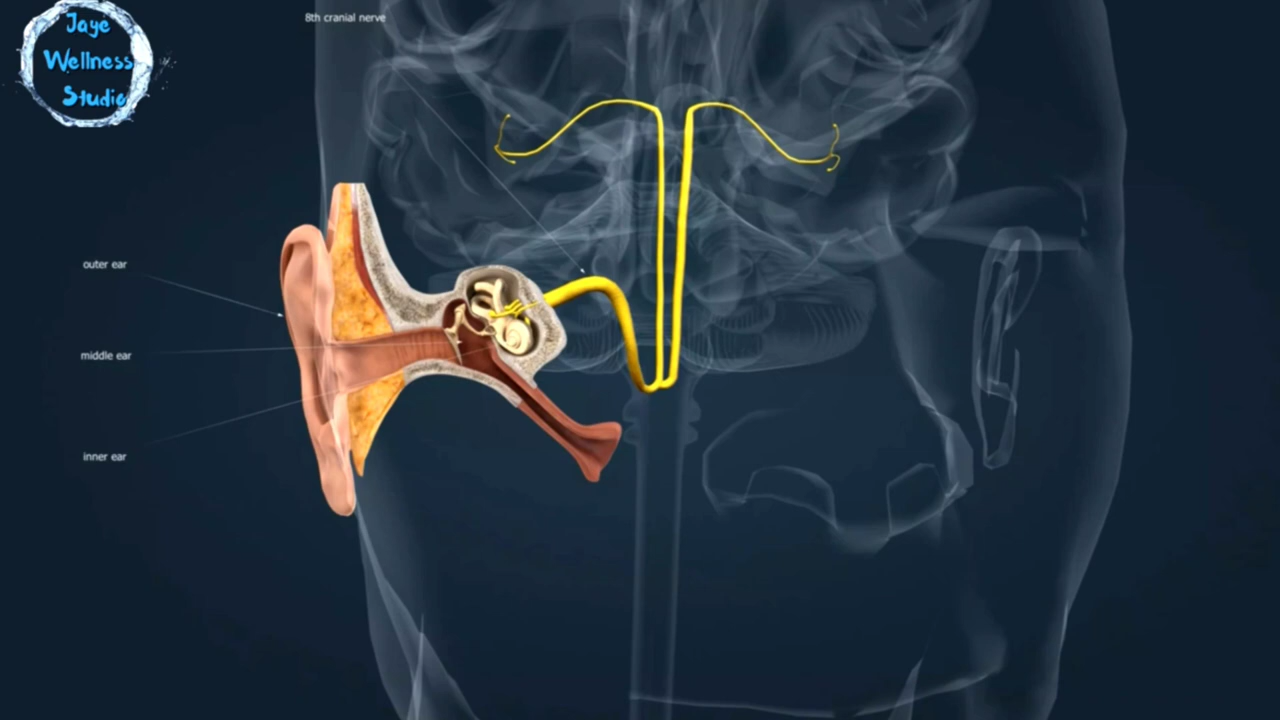 Jaye
Wellness
Studio
8th cranial nerve
outer ear
middle ear
inner ear